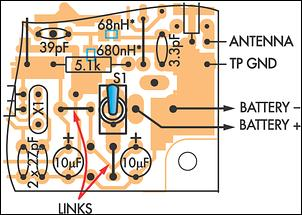 68nH*
39pF
680nH*
5.1k
3.3pF
ANTENNA
TP GND
S1
X1
BATTERY –
BATTERY +
2 x 22pF
+
10µF
+
10µF
LINKS